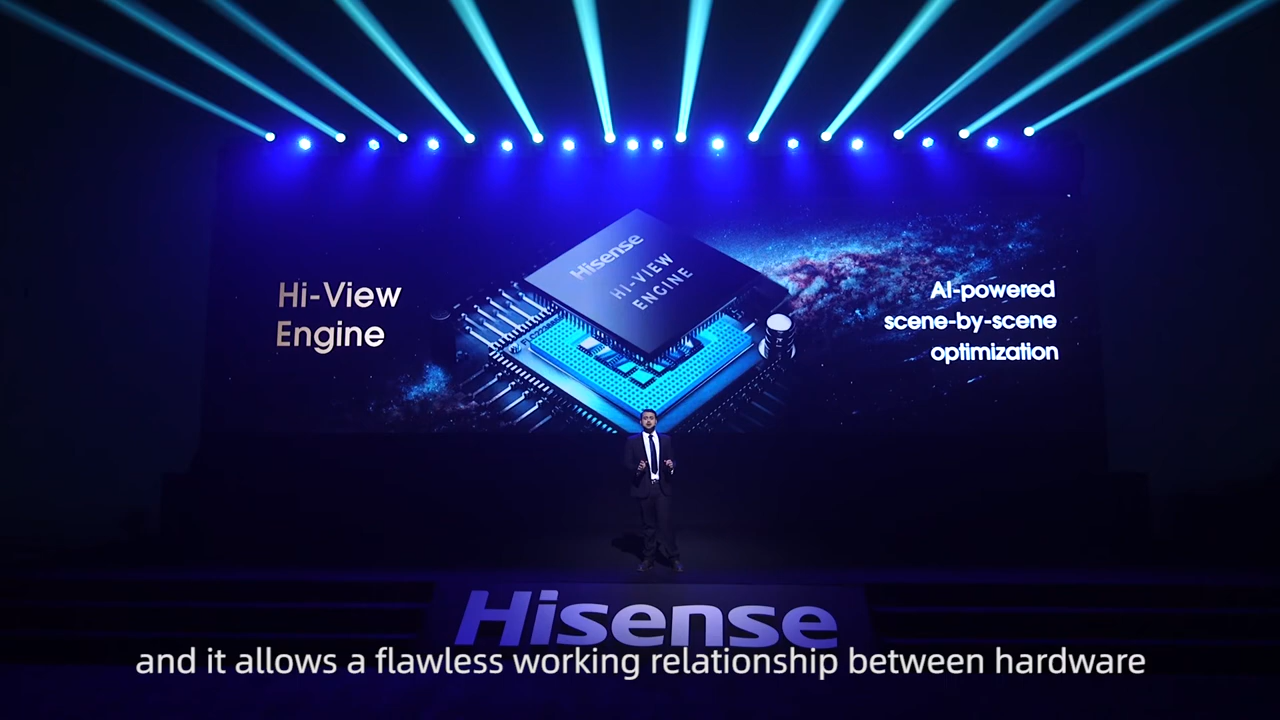 Hisense
HI-VIEW
ENGINE
Hi-View
Engine
AI-powered
scene-by-scene
optimization
Hisense
and it allows a flawless working relationship between hardware